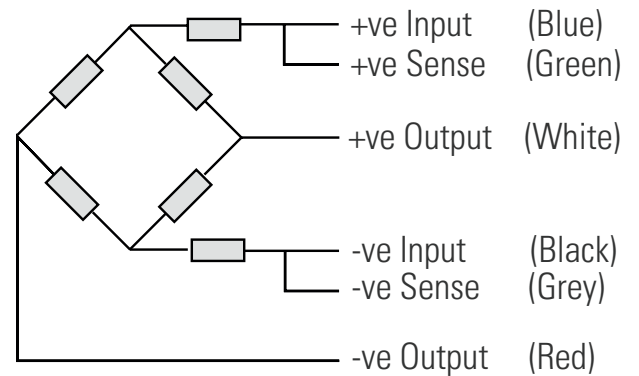 +ve Input (Blue)
+ve Sense (Green)
+ve Output (White)
-ve Input (Black)
-ve Sense (Grey)
-ve Output (Red)